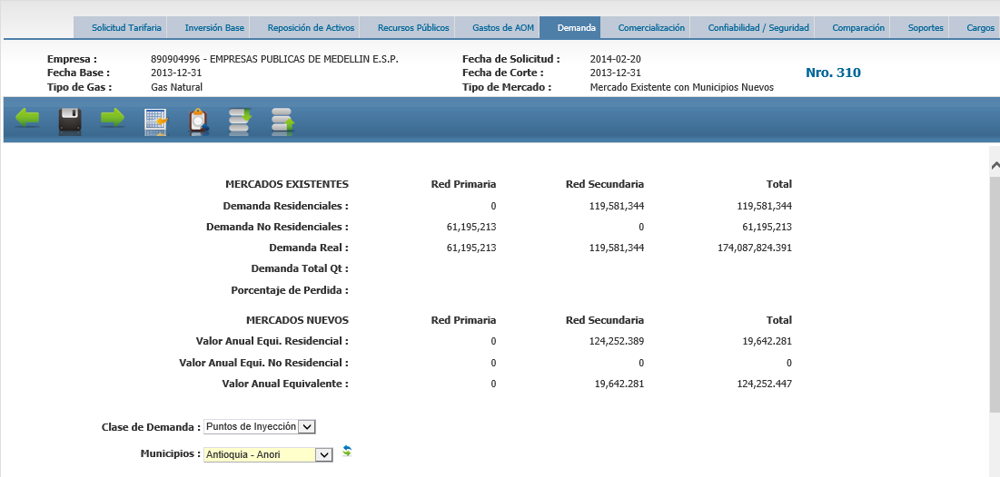 Solicitud Tarifaria Inversión Base Reposición de Activos Recursos Públicos Gastos de AOM Demanda Comercialización Confiabilidad / Seguridad Comparación Soportes Cargos
Empresa : 890904996 - EMPRESAS PUBLICAS DE MEDELLIN E.S.P. Fecha de Solicitud : 2014-02-20
Fecha Base : 2013-12-31 Fecha de Corte : 2013-12-31 Nro. 310
Tipo de Gas : Gas Natural Tipo de Mercado : Mercado Existente con Municipios Nuevos
MERCADOS EXISTENTES Red Primaria Red Secundaria Total
Demanda Residenciales : 0 119,581,344 119,581,344
Demanda No Residenciales : 61,195,213 0 61,195,213
Demanda Real : 61,195,213 119,581,344 174,087,824.391
Demanda Total Qt :
Porcentaje de Perdida :
MERCADOS NUEVOS Red Primaria Red Secundaria Total
Valor Anual Equi. Residencial : 0 124,252.389 19,642.281
Valor Anual Equi. No Residencial : 0 0 0
Valor Anual Equivalente : 0 19,642.281 124,252.447
Clase de Demanda : Puntos de Inyección
Municipios : Antioquia - Anori